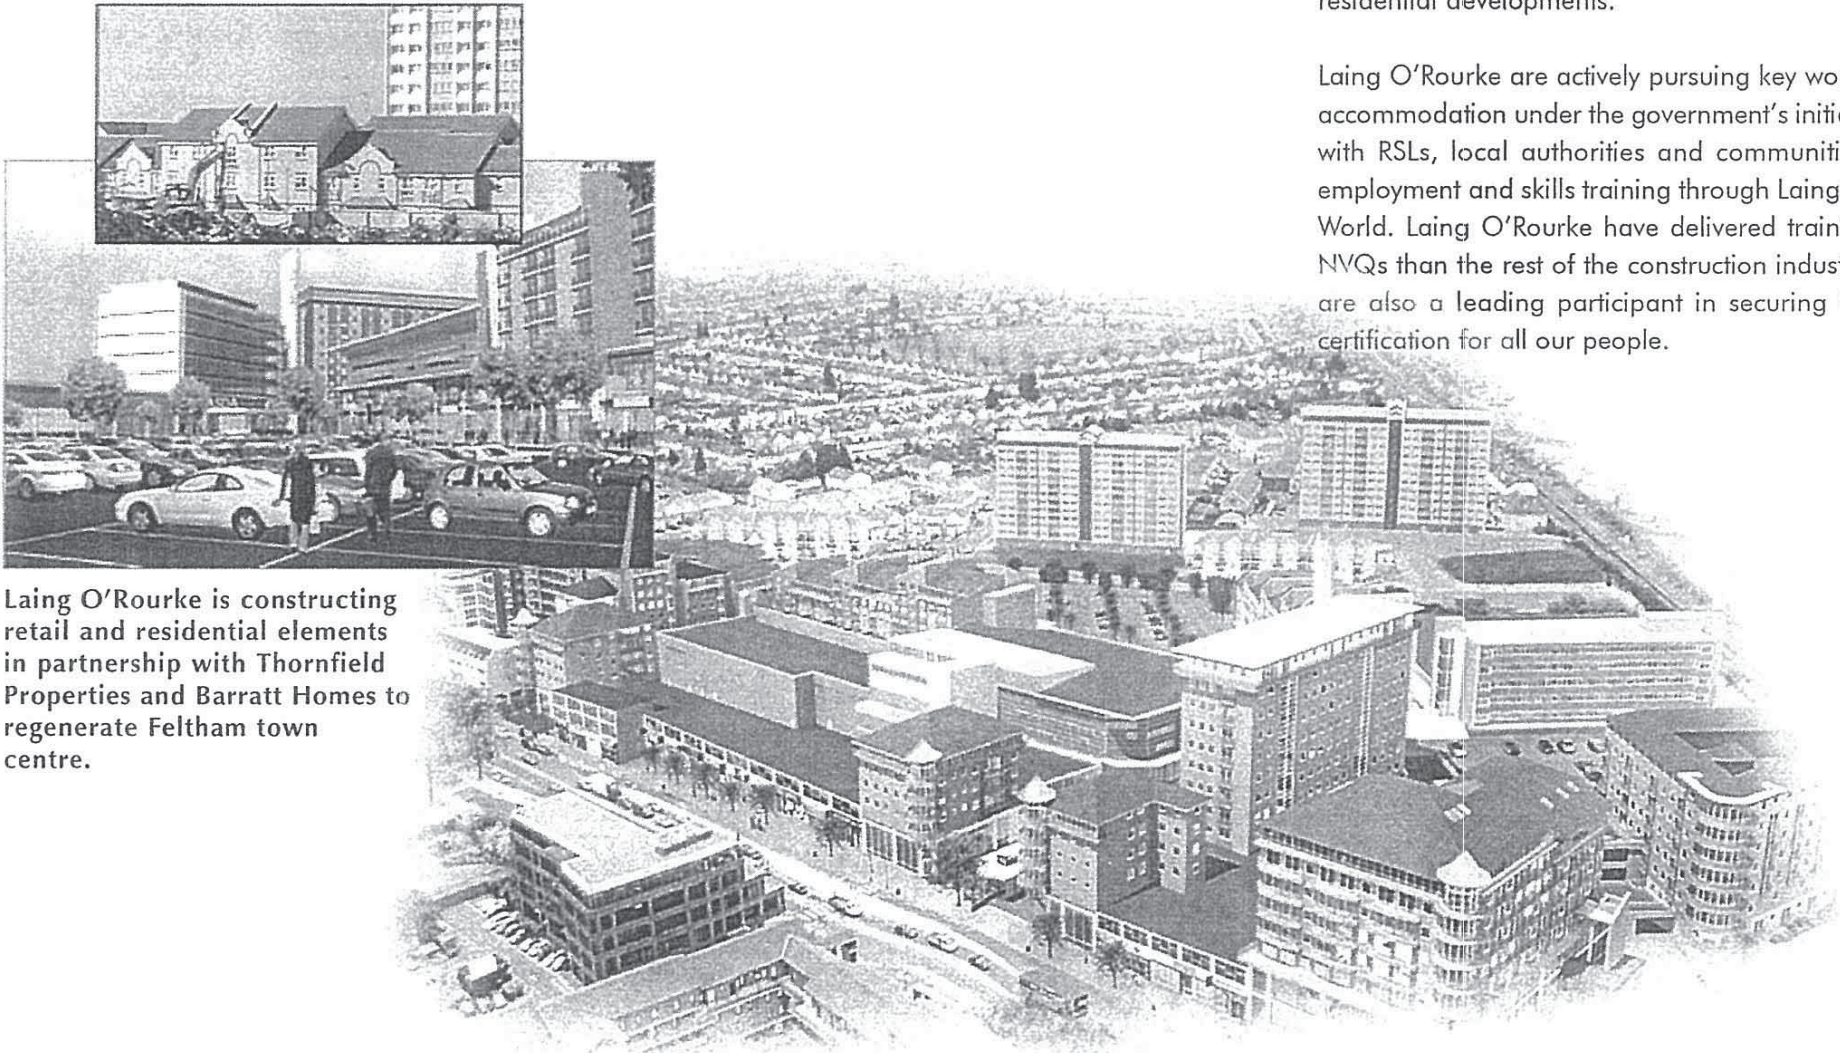 residential developments.
Laing O'Rourke are actively pursuing key wo
accommodation under the government's initi
with RSLs, local authorities and communiti
employment and skills training through Laing
World. Laing O'Rourke have delivered train
NVQs than the rest of the construction indust
are also a leading participant in securing
certification for all our people.
Laing O'Rourke is constructing
retail and residential elements
in partnership with Thornfield
Properties and Barratt Homes to
regenerate Feltham town
centre.